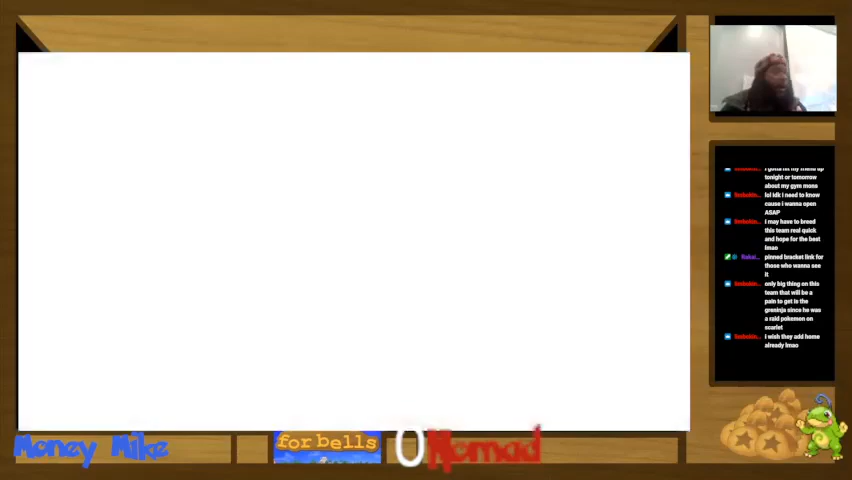 I gotta hit my friend up
tonight or tomorrow
about my gym mons
lol idk I need to know
cause i wanna open
ASAP
I may have to breed
this team real quick
and hope for the best
lmao
pinned bracket link for
those who wanna see
it
only big thing on this
team that will be a
pain to get is the
greninja since he was
a raid pokemon on
scarlet
i wish they add home
already lmao
Money Mike
for bells
0
Nomad